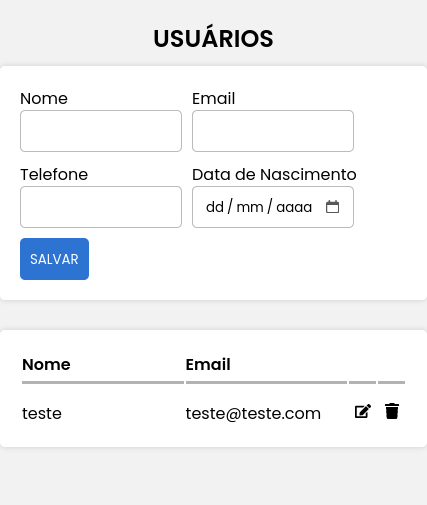 USUÁRIOS
Nome Email
Telefone Data de Nascimento
dd / mm / aaaa
SALVAR
Nome Email
teste teste@teste.com